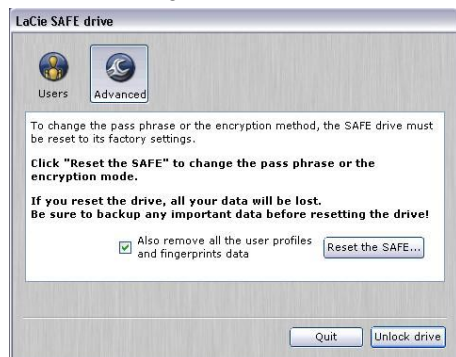 LaCie SAFE drive
Users
Advanced
To change the pass phrase or the encryption method, the SAFE drive must
be reset to its factory settings.
Click "Reset the SAFE" to change the pass phrase or the
encryption mode.
If you reset the drive, all your data will be lost.
Be sure to backup any important data before resetting the drive!
Also remove all the user profiles
and fingerprints data
Reset the SAFE...
Quit
Unlock drive